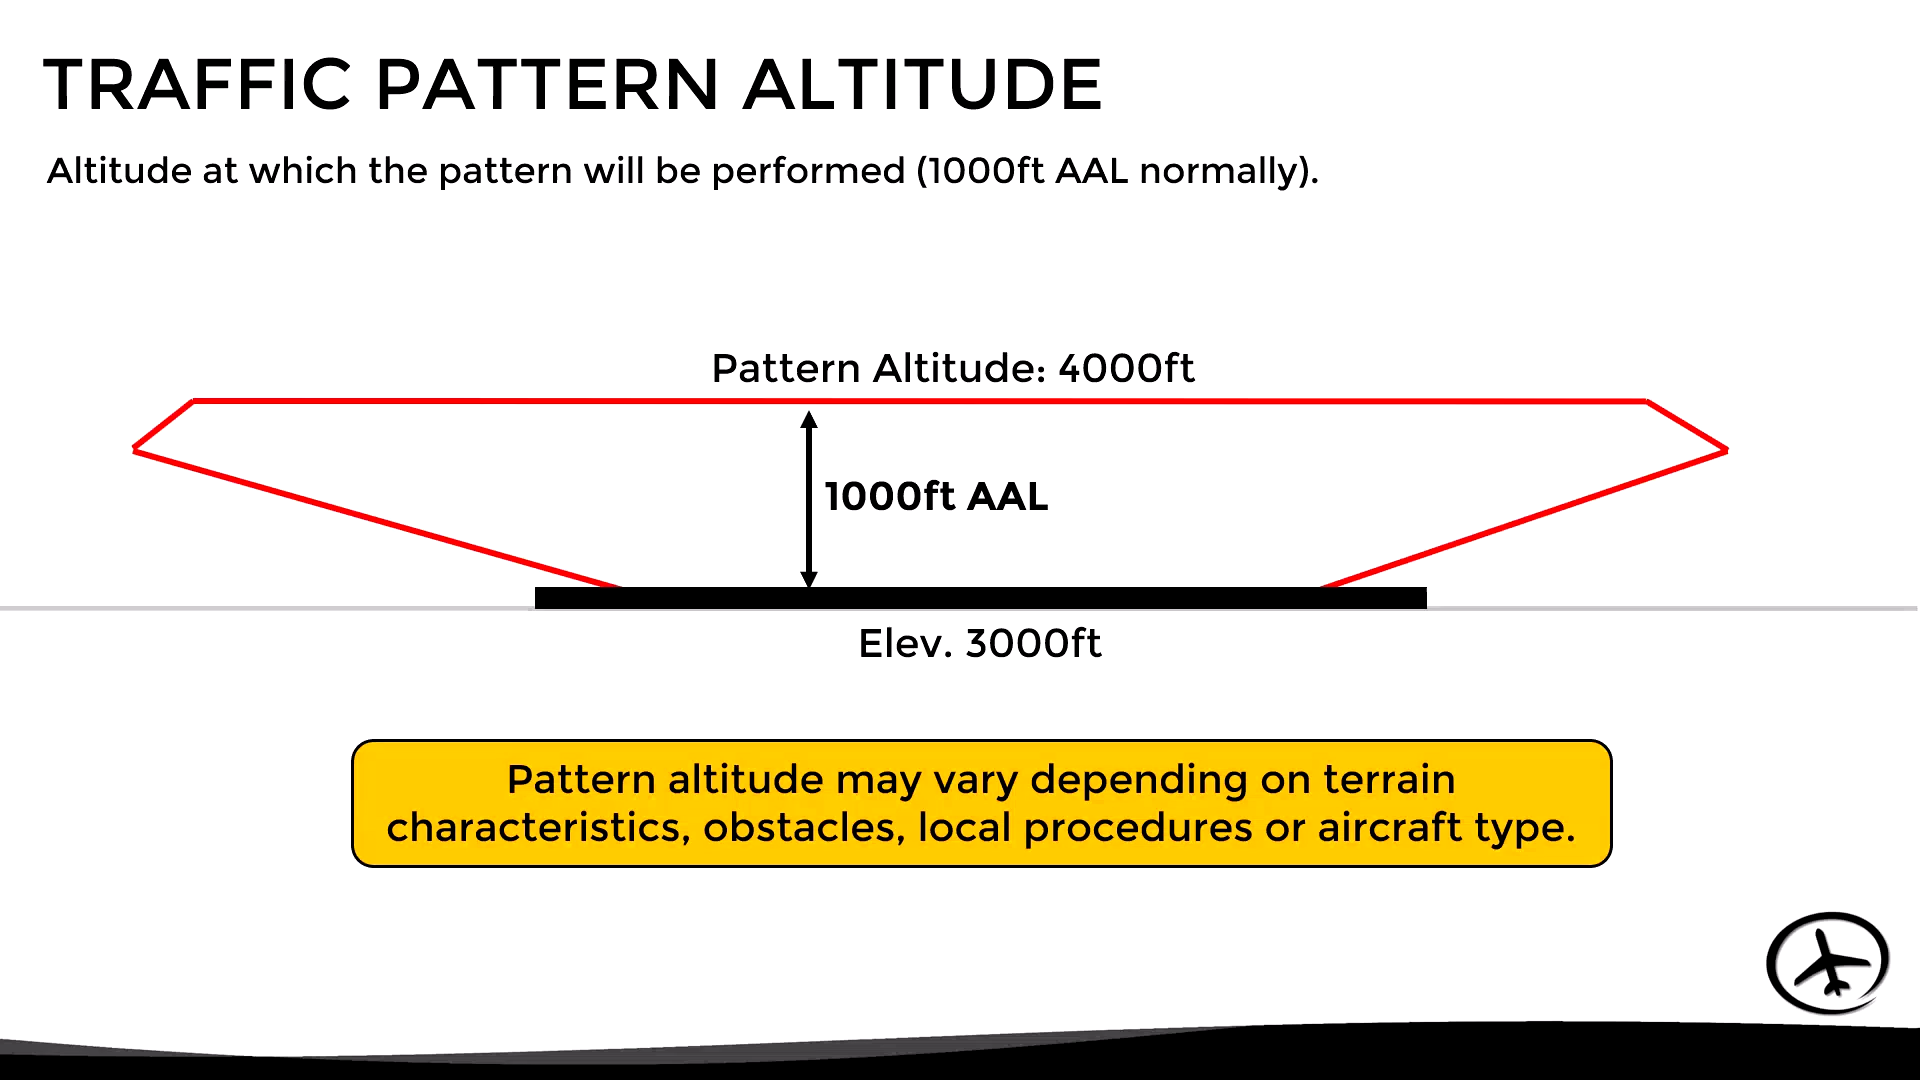 TRAFFIC PATTERN ALTITUDE
Altitude at which the pattern will be performed (1000ft AAL normally).
Pattern Altitude: 4000ft
1000ft AAL
Elev. 3000ft
Pattern altitude may vary depending on terrain
characteristics, obstacles, local procedures or aircraft type.